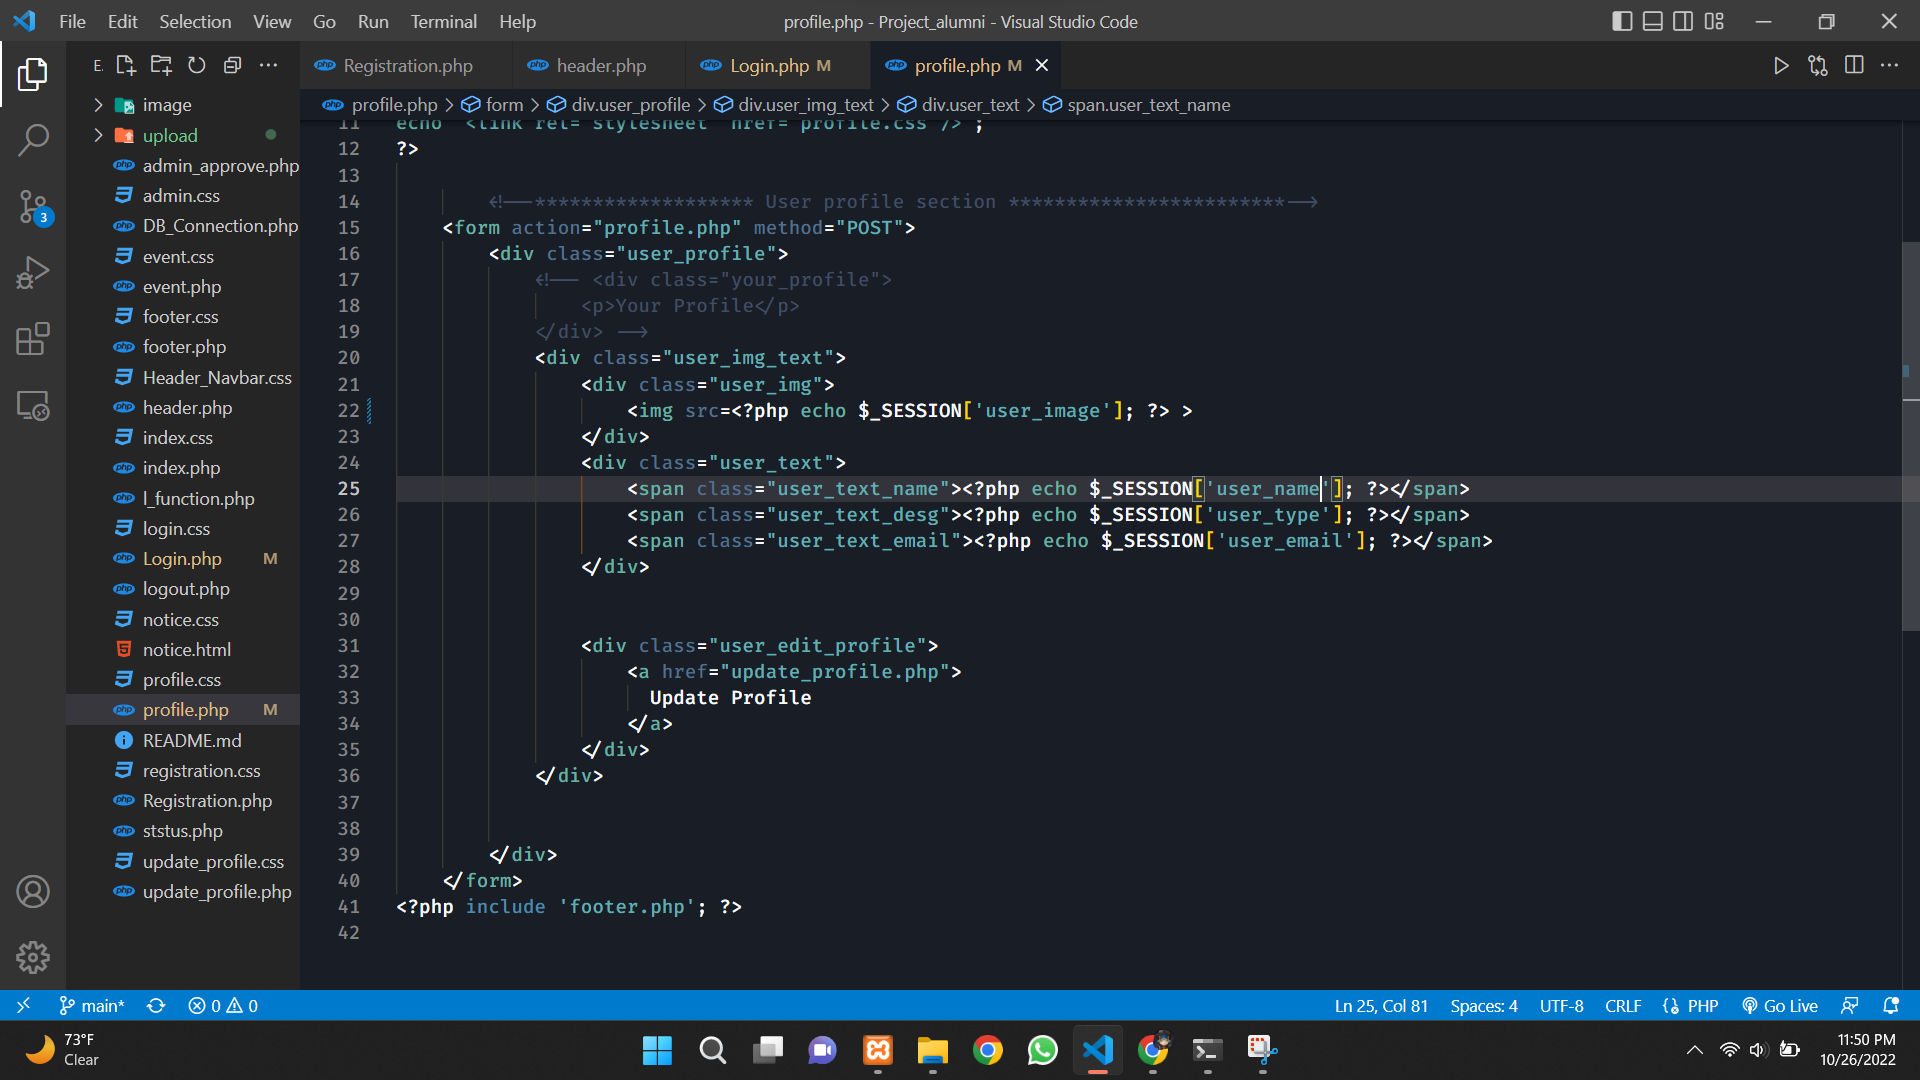 File Edit Selection View Go Run Terminal Help
profile.php - Project_alumni - Visual Studio Code
E.
Registration.php
header.php
Login.php M
profile.php M
profile.php > form > div.user_profile > div.user_img_text > div.user_text > span.user_text_name
image
upload
admin_approve.php
admin.css
DB_Connection.php
event.css
event.php
footer.css
footer.php
Header_Navbar.css
header.php
index.css
index.php
l_function.php
login.css
Login.php M
logout.php
notice.css
notice.html
profile.css
profile.php M
README.md
registration.css
Registration.php
ststus.php
update_profile.css
update_profile.php
3
11 echo "<link rel='stylesheet' href='profile.css'/>";
12 ?>
13
14 <!-- ******************* User profile section ************************-->
15 <form action="profile.php" method="POST">
16 <div class="user_profile">
17 <!-- <div class="your_profile">
18 <p>Your Profile</p>
19 </div> -->
20 <div class="user_img_text">
21 <div class="user_img">
22 <img src=<?php echo $_SESSION['user_image']; ?> >
23 </div>
24 <div class="user_text">
25 <span class="user_text_name"><?php echo $_SESSION['user_name']; ?></span>
26 <span class="user_text_desg"><?php echo $_SESSION['user_type']; ?></span>
27 <span class="user_text_email"><?php echo $_SESSION['user_email']; ?></span>
28 </div>
29
30
31 <div class="user_edit_profile">
32 <a href="update_profile.php">
33 Update Profile
34 </a>
35 </div>
36 </div>
37
38
39 </div>
40 </form>
41 <?php include 'footer.php'; ?>
42
main* 0 0 Ln 25, Col 81 Spaces: 4 UTF-8 CRLF PHP Go Live
73°F
Clear
11:50 PM
10/26/2022